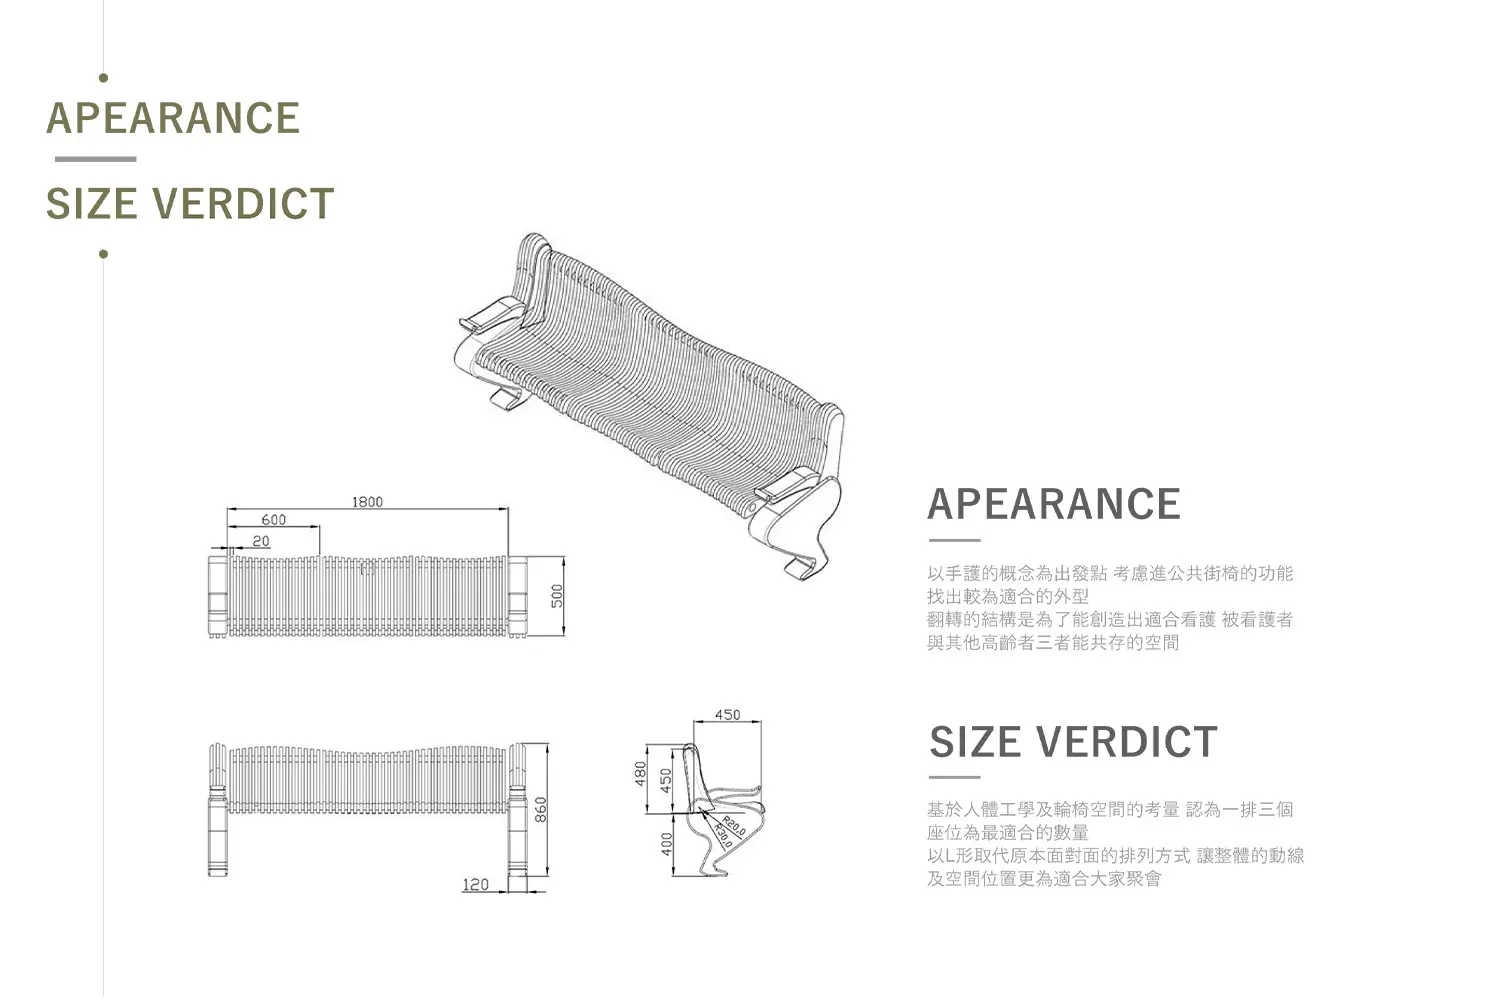 APEARANCE
SIZE VERDICT
1800
600
20
500
860
120
450
480
450
400
R20,0
R30,0
APEARANCE
以手護的概念為出發點 考慮進公共街椅的功能
找出較為適合的外型
翻轉的結構是為了能創造出適合看護 被看護者
與其他高齡者三者能共存的空間
SIZE VERDICT
基於人體工學及輪椅空間的考量 認為一排三個
座位為最適合的數量
以L形取代原本面對面的排列方式 讓整體的動線
及空間位置更為適合大家聚會